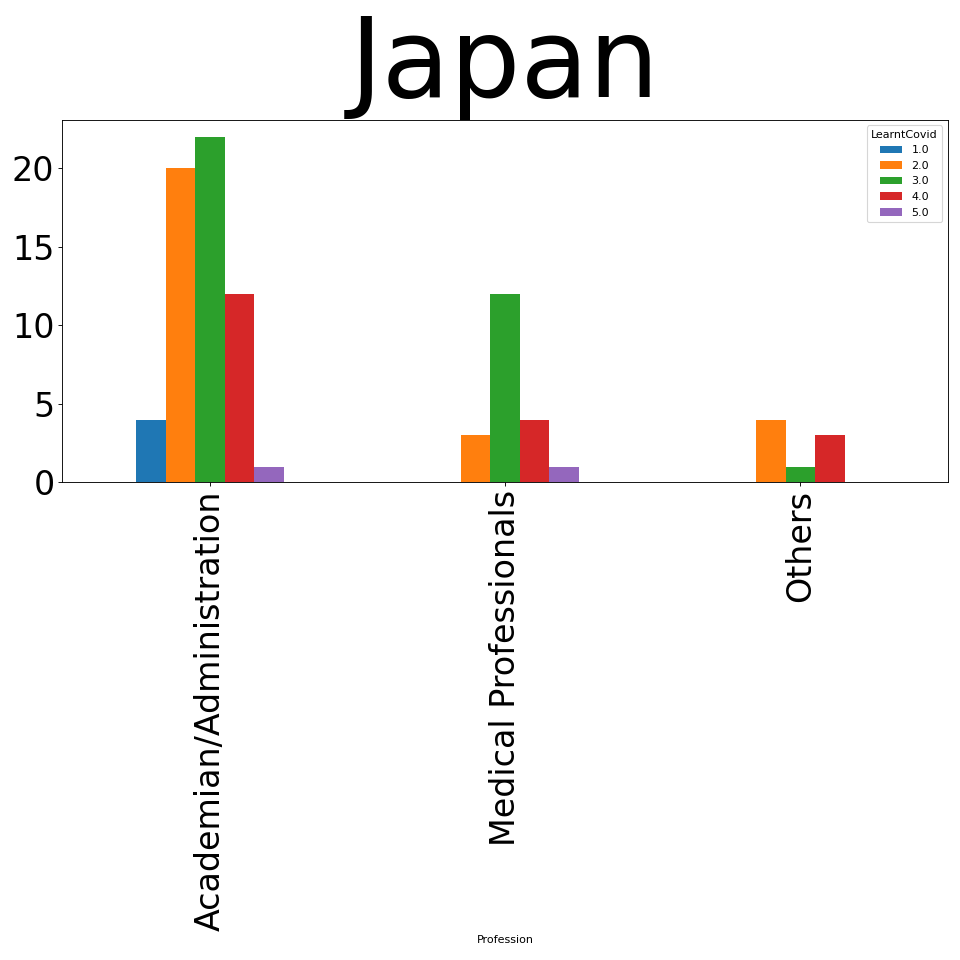 Japan
LearntCovid
1.0
2.0
3.0
4.0
5.0
20
15
10
5
0
Academian/Administration
Medical Professionals
Others
Profession